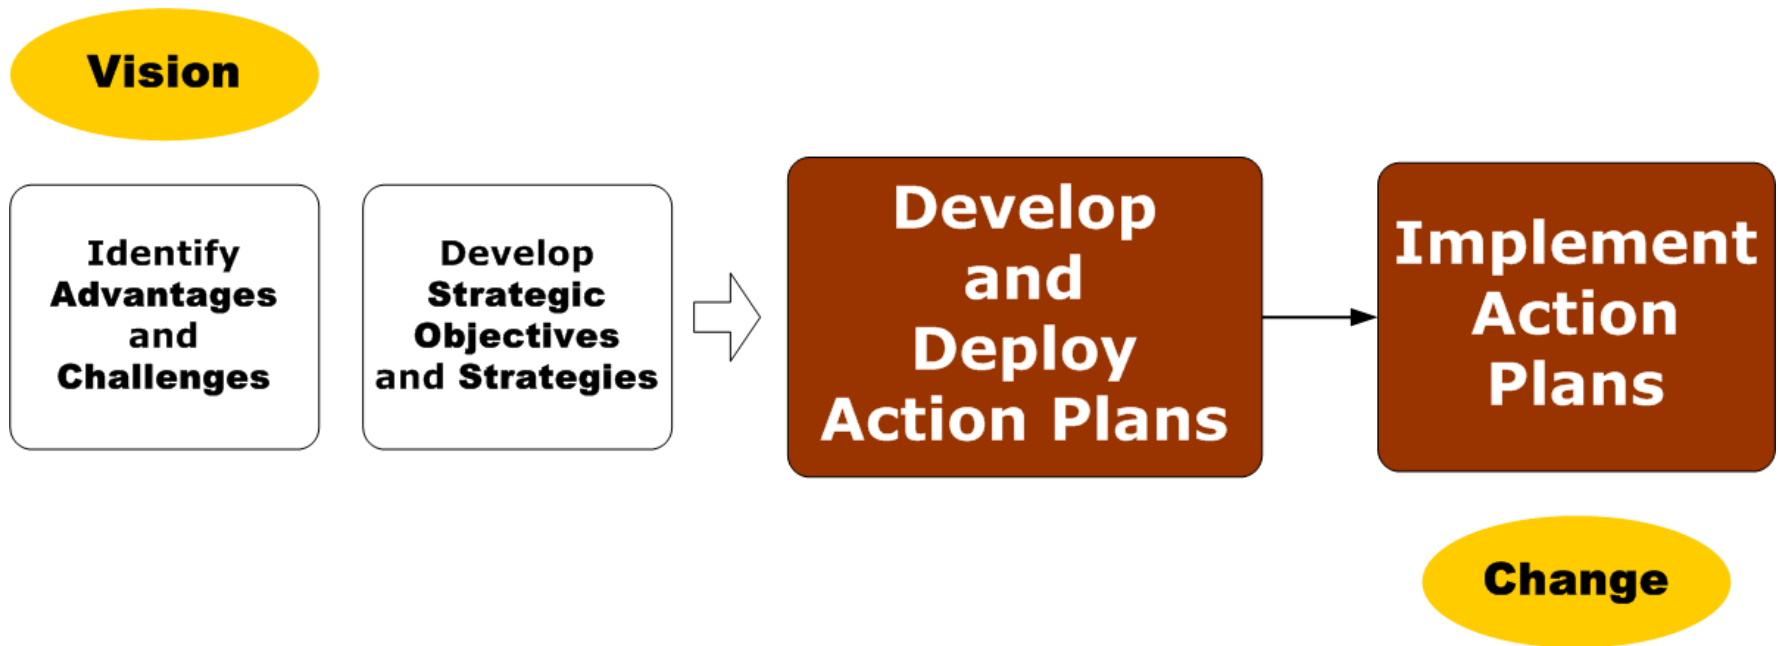 Vision
Identify
Advantages
and
Challenges
Develop
Strategic
Objectives
and Strategies
Develop
and
Deploy
Action Plans
Implement
Action
Plans
Change